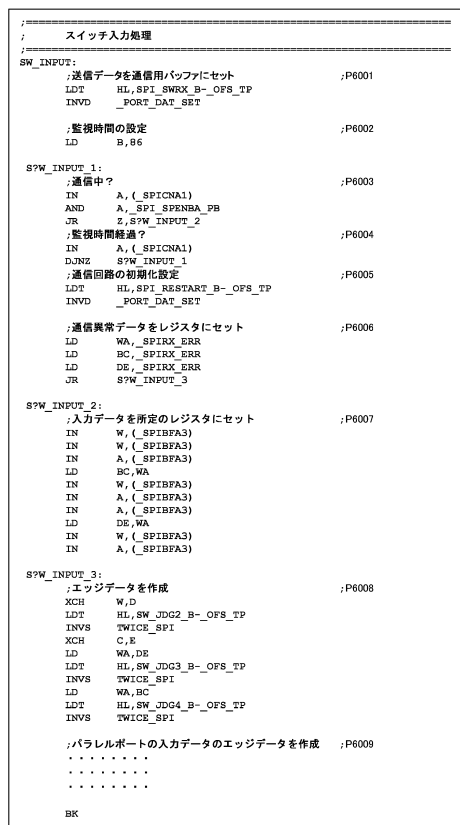 ;==================================================================
;　　スイッチ入力処理
;==================================================================
SW_INPUT:
;送信データを通信用バッファにセット ;P6001
LDT HL,SPI_SWRX_B-_OFS_TP
INVD _PORT_DAT_SET
;監視時間の設定 ;P6002
LD B,86
S?W_INPUT_1:
;通信中？ ;P6003
IN A,(_SPICNA1)
AND A,_SPI_SPENBA_PB
JR Z,S?W_INPUT_2
;監視時間経過？ ;P6004
IN A,(_SPICNA1)
DJNZ S?W_INPUT_1
;通信回路の初期化設定 ;P6005
LDT HL,SPI_RESTART_B-_OFS_TP
INVD _PORT_DAT_SET
;通信異常データをレジスタにセット ;P6006
LD WA,_SPIRX_ERR
LD BC,_SPIRX_ERR
LD DE,_SPIRX_ERR
JR S?W_INPUT_3
S?W_INPUT_2:
;入力データを所定のレジスタにセット ;P6007
IN W,(_SPIBFA3)
IN W,(_SPIBFA3)
IN A,(_SPIBFA3)
LD BC,WA
IN W,(_SPIBFA3)
IN A,(_SPIBFA3)
IN A,(_SPIBFA3)
LD DE,WA
IN W,(_SPIBFA3)
IN A,(_SPIBFA3)
S?W_INPUT_3:
;エッジデータを作成 ;P6008
XCH W,D
LDT HL,SW_JDG2_B-_OFS_TP
INVS TWICE_SPI
XCH C,E
LD WA,DE
LDT HL,SW_JDG3_B-_OFS_TP
INVS TWICE_SPI
LD WA,BC
LDT HL,SW_JDG4_B-_OFS_TP
INVS TWICE_SPI
;パラレルポートの入力データのエッジデータを作成 ;P6009
・・・・・・・・
・・・・・・・・
・・・・・・・・
BK